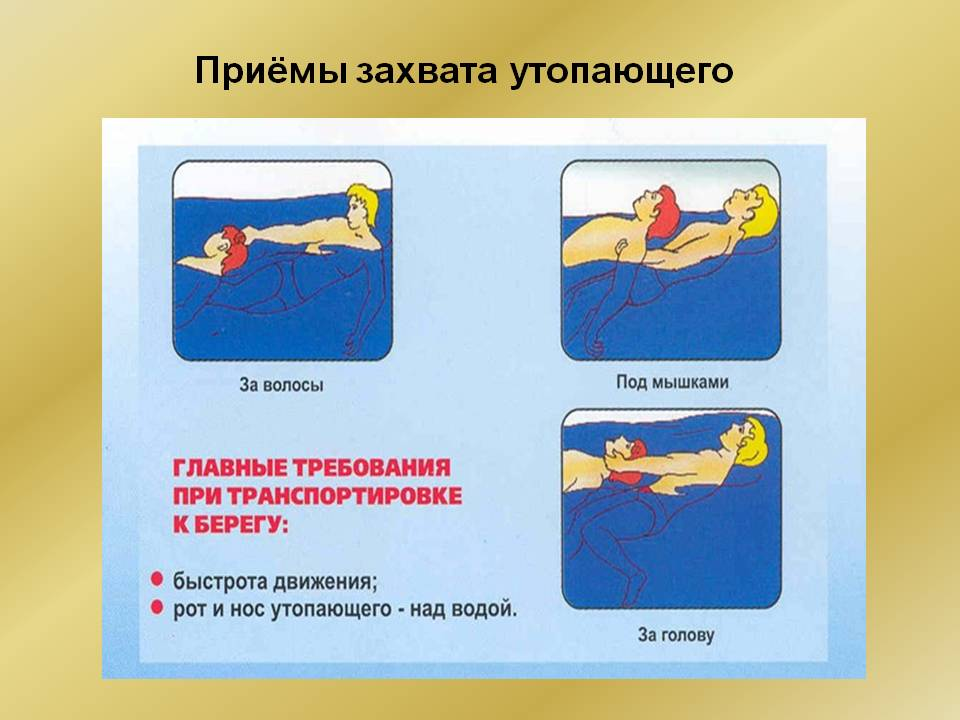 Приёмы захвата утопающего
За волосы
Под мышками
ГЛАВНЫЕ ТРЕБОВАНИЯ
ПРИ ТРАНСПОРТИРОВКЕ
К БЕРЕГУ:
• быстрота движения;
• рот и нос утопающего - над водой.
За голову